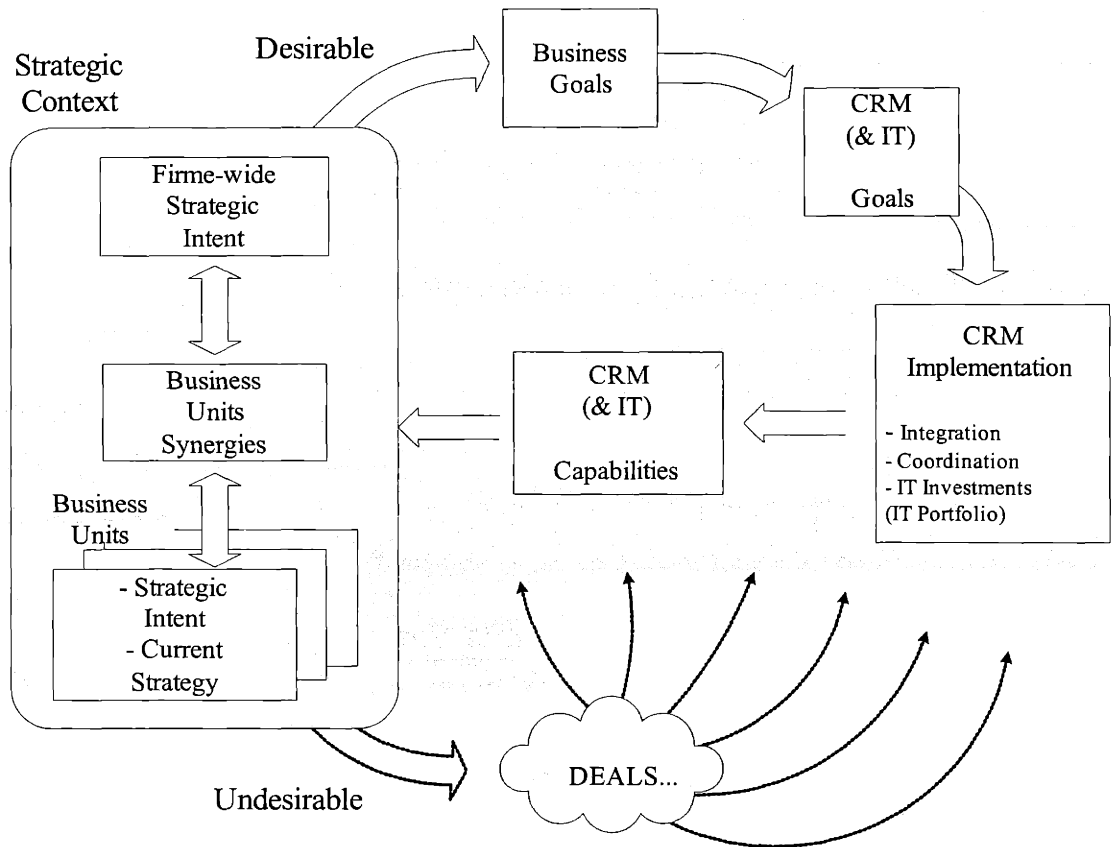 Strategic
Context
Desirable
Business
Goals
CRM
(& IT)
Goals
Firme-wide
Strategic
Intent
Business
Units
Synergies
Business
Units
- Strategic
Intent
- Current
Strategy
CRM
(& IT)
Capabilities
CRM
Implementation
- Integration
- Coordination
- IT Investments
(IT Portfolio)
Undesirable
DEALS...